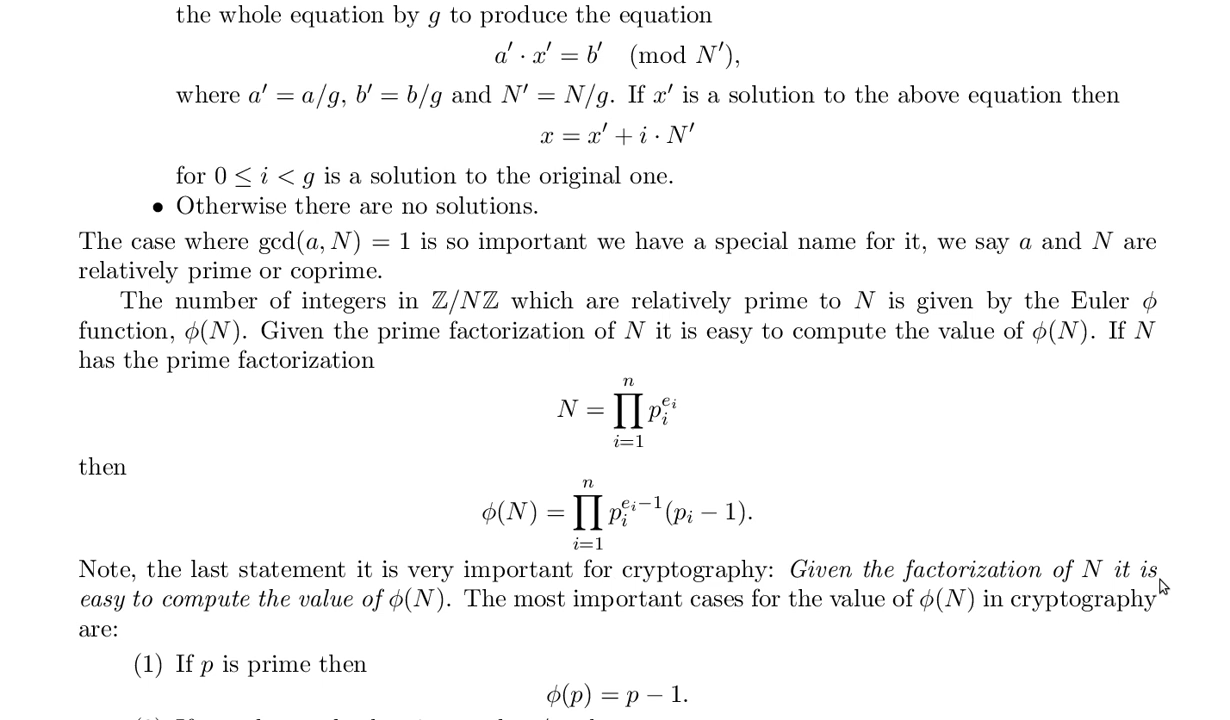 the whole equation by g to produce the equation
a′ · x′ = b′ (mod N′),
where a′ = a/g, b′ = b/g and N′ = N/g. If x′ is a solution to the above equation then
x = x′ + i · N′
for 0 ≤ i < g is a solution to the original one.
• Otherwise there are no solutions.
The case where gcd(a, N) = 1 is so important we have a special name for it, we say a and N are
relatively prime or coprime.
The number of integers in ℤ/Nℤ which are relatively prime to N is given by the Euler ϕ
function, ϕ(N). Given the prime factorization of N it is easy to compute the value of ϕ(N). If N
has the prime factorization
N = ∏_{i=1}^{n} p_i^{e_i}
then
ϕ(N) = ∏_{i=1}^{n} p_i^{e_i−1}(p_i − 1).
Note, the last statement it is very important for cryptography: Given the factorization of N it is
easy to compute the value of ϕ(N). The most important cases for the value of ϕ(N) in cryptography
are:
(1) If p is prime then
ϕ(p) = p − 1.